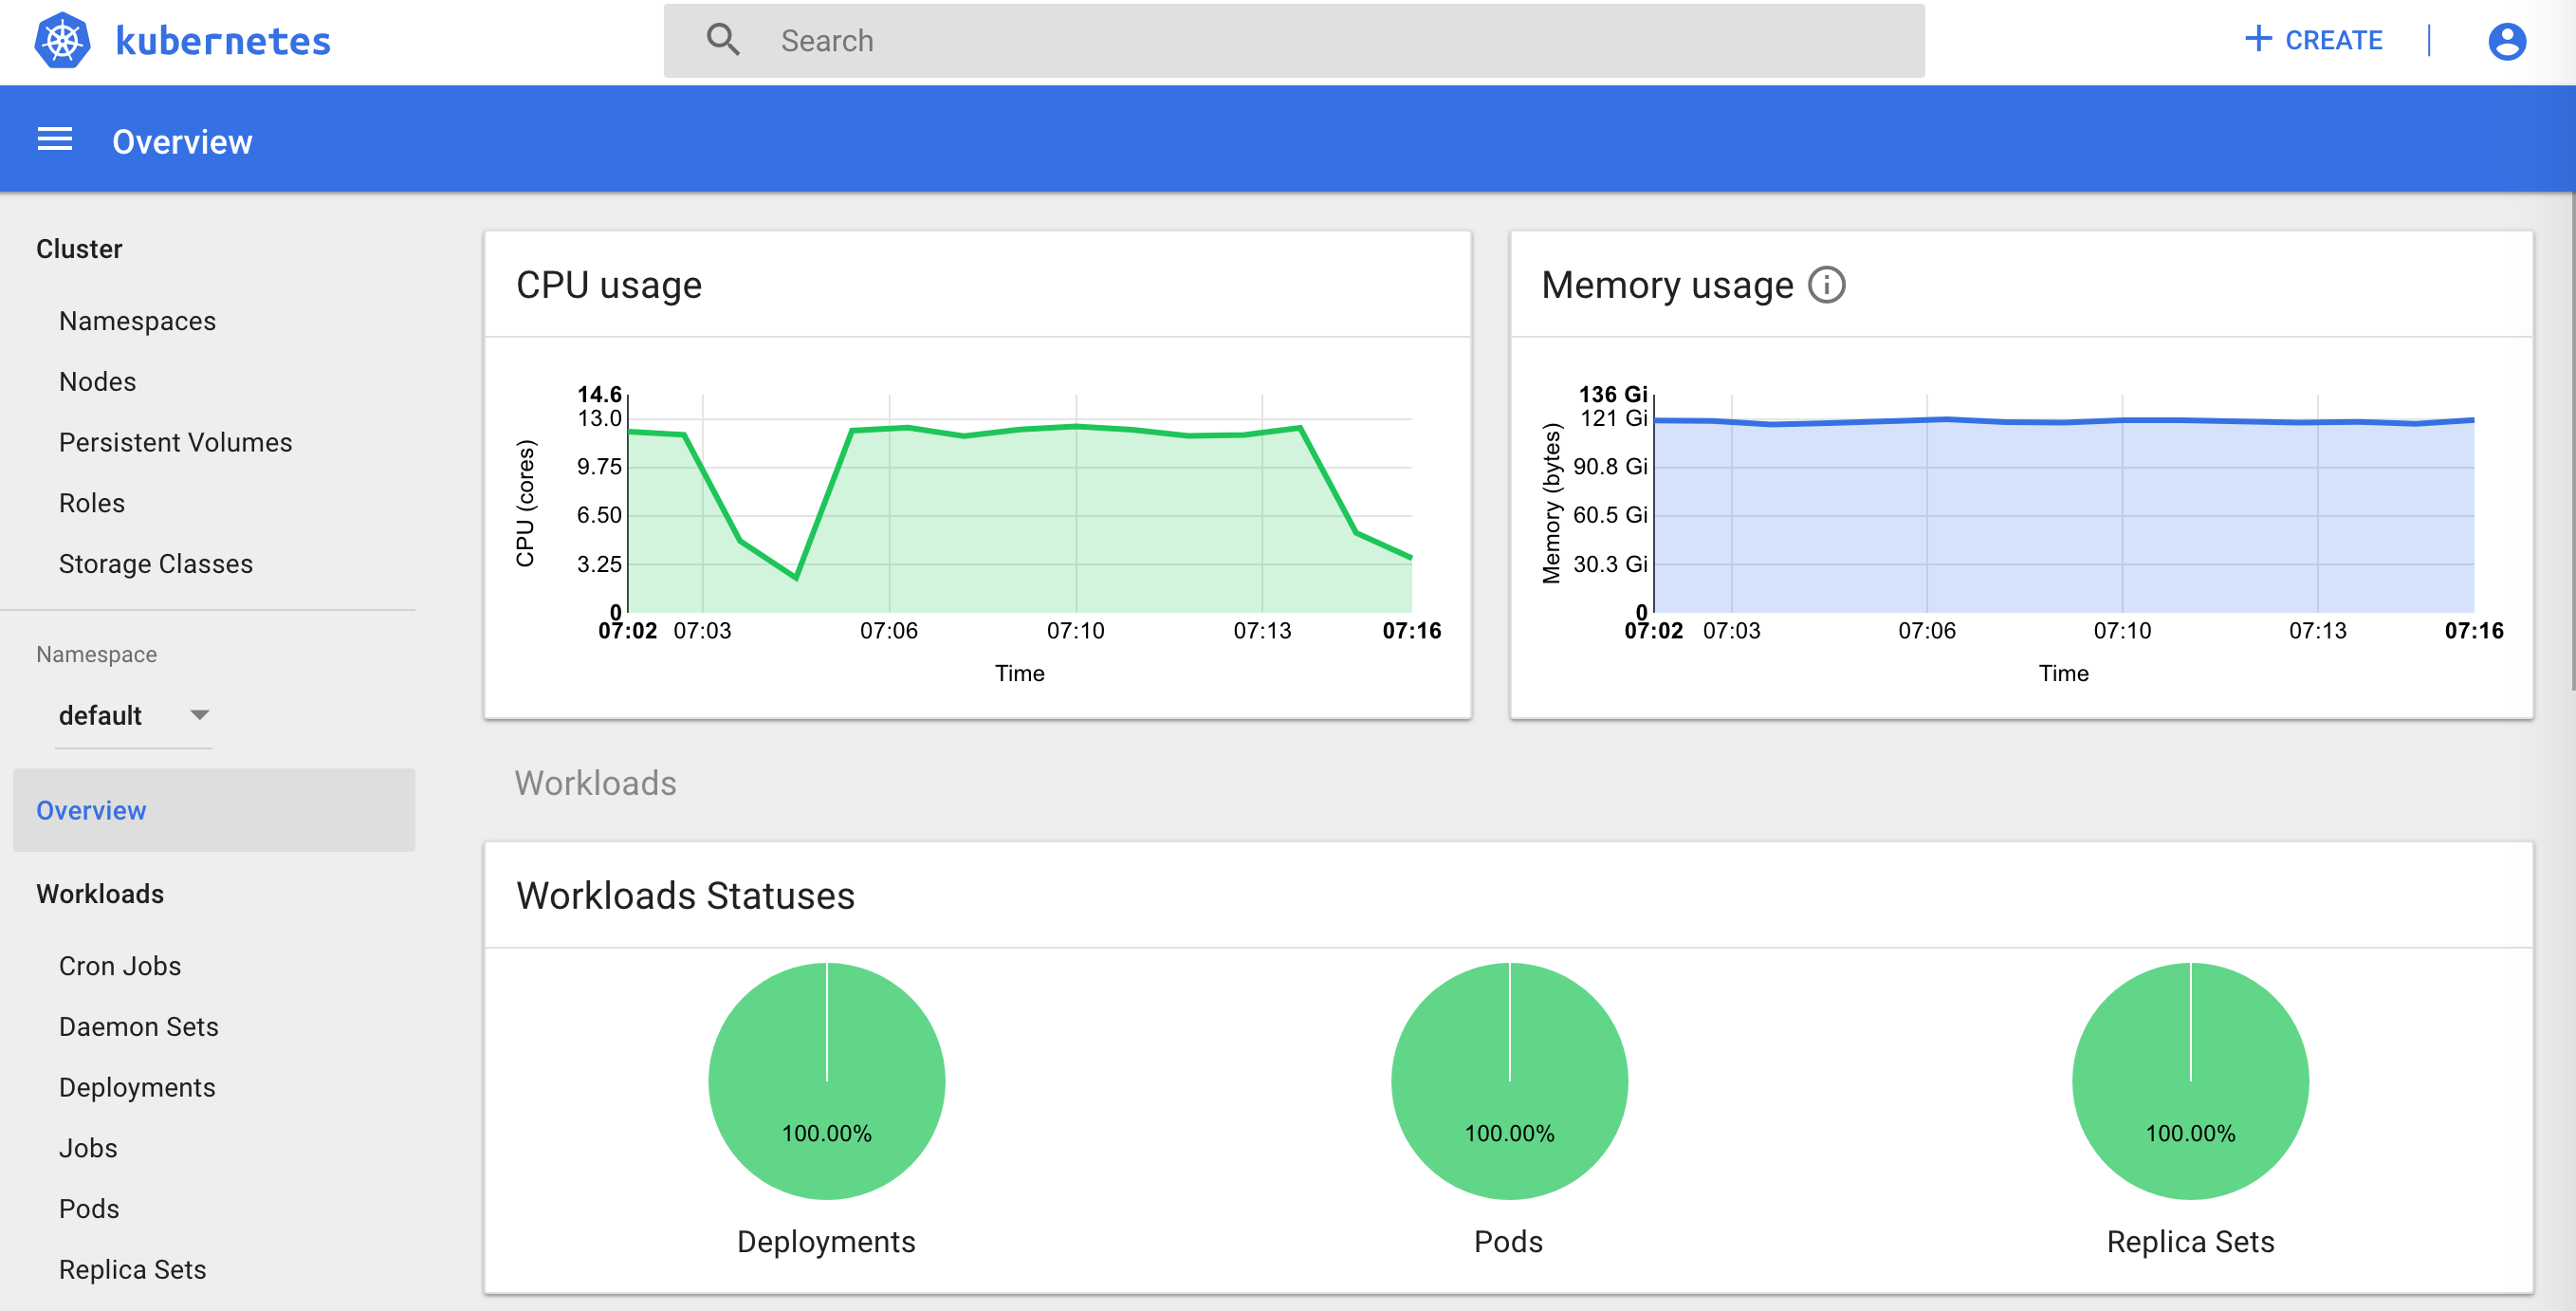 kubernetes
Search
CREATE
Overview
Cluster
Namespaces
Nodes
Persistent Volumes
Roles
Storage Classes
Namespace
default
Overview
Workloads
Cron Jobs
Daemon Sets
Deployments
Jobs
Pods
Replica Sets
CPU usage
CPU (cores)
14.6
13.0
9.75
6.50
3.25
0
07:02 07:03 07:06 07:10 07:13 07:16
Time
Memory usage
Memory (bytes)
136 Gi
121 Gi
90.8 Gi
60.5 Gi
30.3 Gi
0
07:02 07:03 07:06 07:10 07:13 07:16
Time
Workloads
Workloads Statuses
100.00% 100.00% 100.00%
Deployments Pods Replica Sets